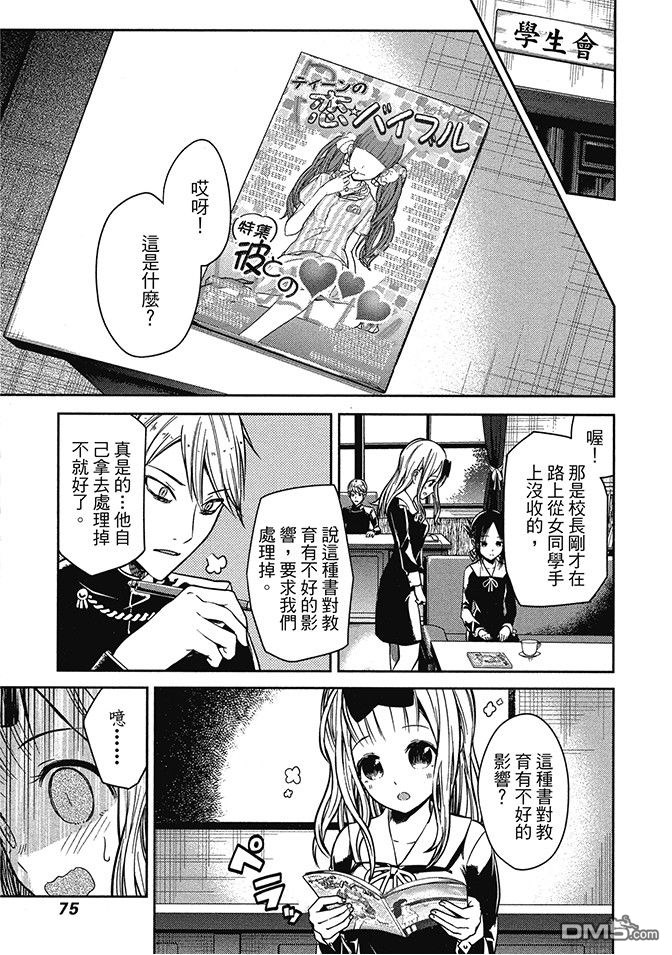 學生會
ティーンの
恋♥バイブル
特集
彼との
哎呀！
這是什麼？
喔！
那是校長剛才在
路上從女同學手
上沒收的，
說這種書對教
育有不好的影
響，要求我們
處理掉。
真是的…他自
己拿去處理掉
不就好了。
這種書對教
育有不好的
影響？
ペラッ
噫……
75
DM5.com